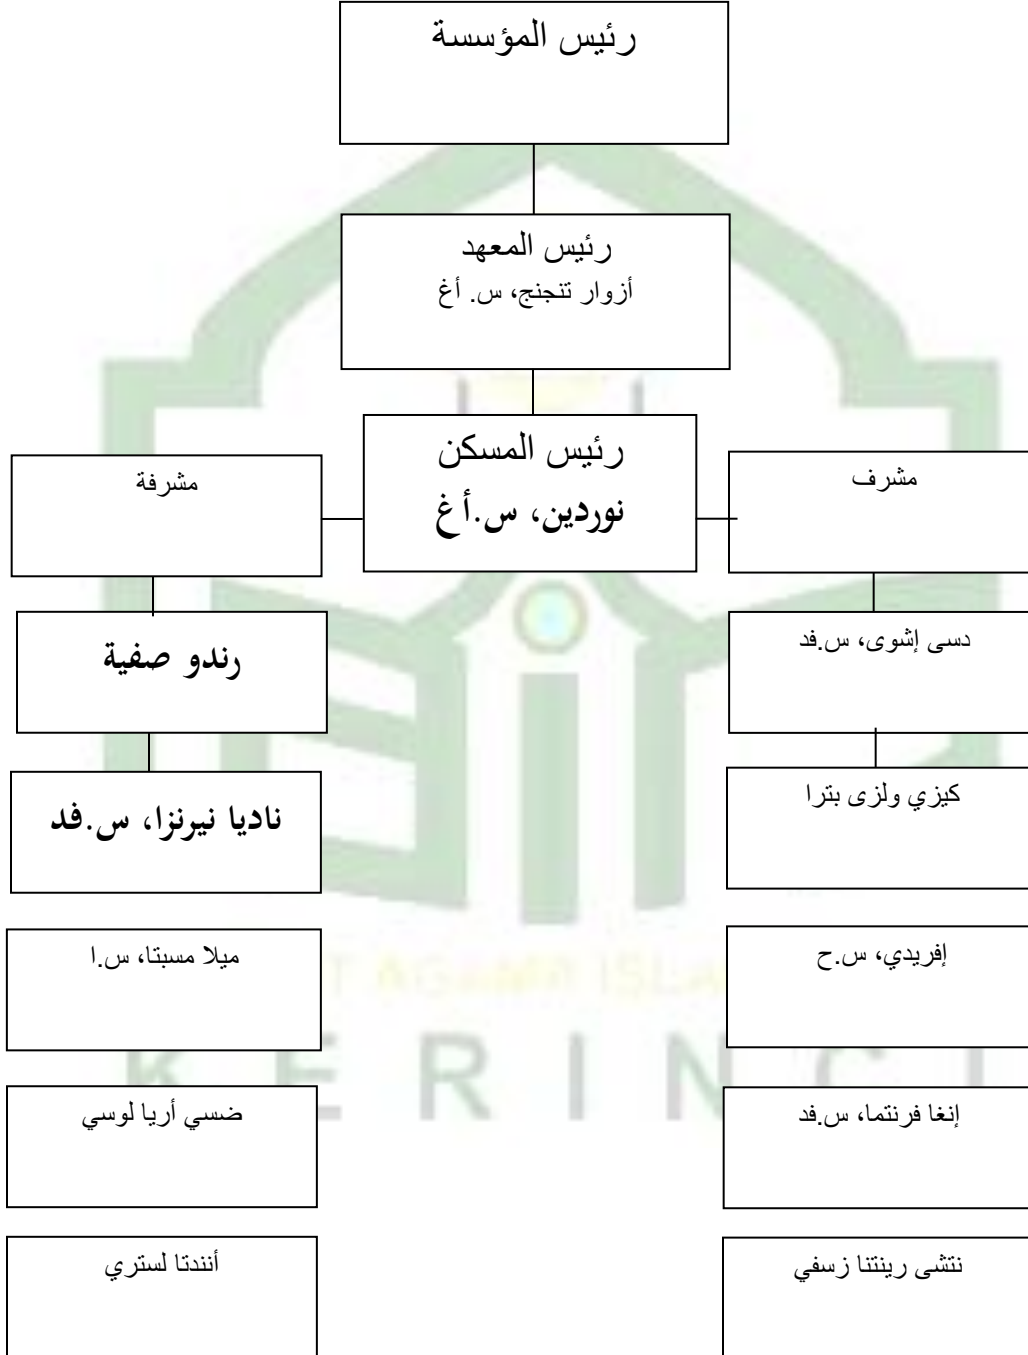 رئيس المؤسسة
رئيس المعهد
أزوار تنجنج، س. أغ
رئيس المسكن
نوردين، س.أغ
مشرف
مشرفة
دسى إشوى، س.فد
رندو صفية
كيزي ولزى بترا
ناديا نيرنزا، س.فد
إفريدي، س.ح
ميلا مسبتا، س.ا
إنغا فرنتما، س.فد
ضسي أريا لوسي
نتشى رينتنا زسفي
أنندتا لستري
KERINCI